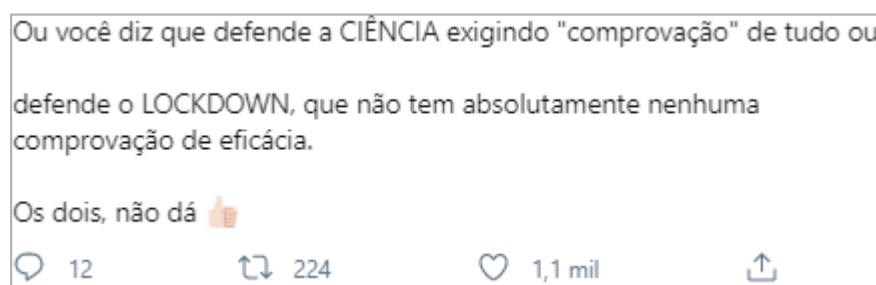 Ou você diz que defende a CIÊNCIA exigindo "comprovação" de tudo ou
defende o LOCKDOWN, que não tem absolutamente nenhuma
comprovação de eficácia.
Os dois, não dá 👍🏻
12 224 1,1 mil